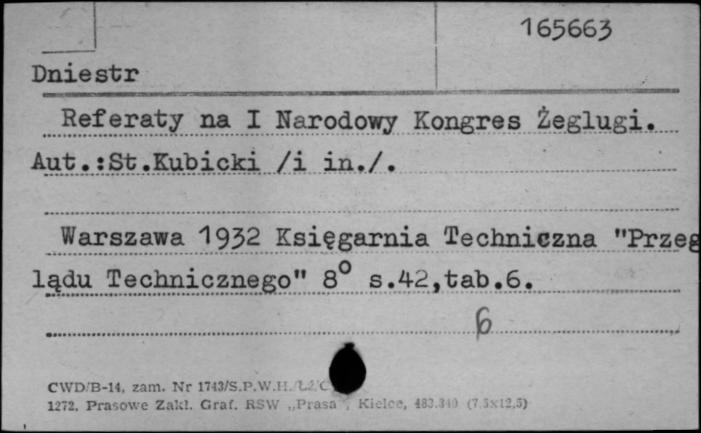 165663
Dniestr
Referaty na I Narodowy Kongres Żeglugi.
Aut.:St.Kubicki /i in./.
Warszawa 1932 Księgarnia Techniczna "Przeg
lądu Technicznego" 8° s.42,tab.6.
6
CWD/B-14, zam. Nr 1743/S.P.W.H.
1272. Prasowe Zakł. Graf. RSW „Prasa", Kielce, 483.340 (7,5x12,5)